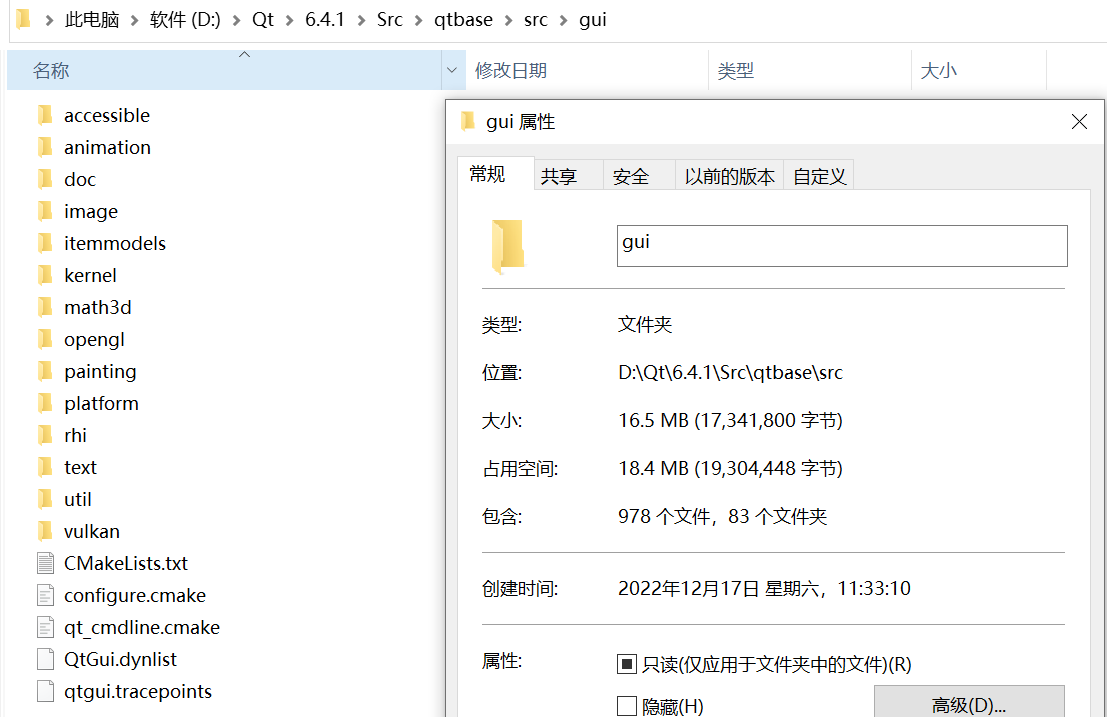 此电脑 > 软件 (D:) > Qt > 6.4.1 > Src > qtbase > src > gui
名称 修改日期 类型 大小
accessible
animation
doc
image
itemmodels
kernel
math3d
opengl
painting
platform
rhi
text
util
vulkan
CMakeLists.txt
configure.cmake
qt_cmdline.cmake
QtGui.dynlist
qtgui.tracepoints
gui 属性
常规 共享 安全 以前的版本 自定义
gui
类型: 文件夹
位置: D:\Qt\6.4.1\Src\qtbase\src
大小: 16.5 MB (17,341,800 字节)
占用空间: 18.4 MB (19,304,448 字节)
包含: 978 个文件，83 个文件夹
创建时间: 2022年12月17日 星期六，11:33:10
属性: 只读(仅应用于文件夹中的文件)(R)
隐藏(H) 高级(D)...